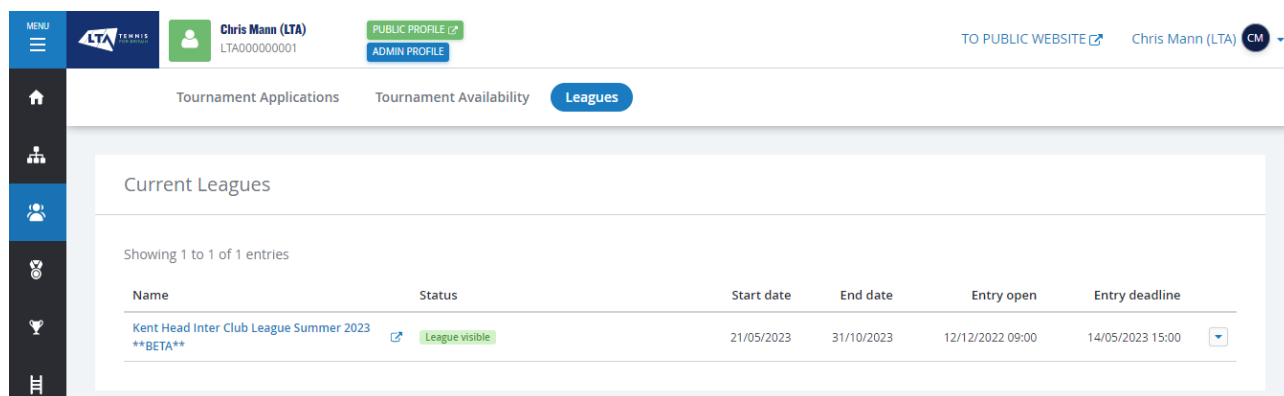 MENU
LTA TENNIS FOR BRITAIN
Chris Mann (LTA)
LTA000000001
PUBLIC PROFILE
ADMIN PROFILE
TO PUBLIC WEBSITE
Chris Mann (LTA) CM
Tournament Applications Tournament Availability Leagues
Current Leagues
Showing 1 to 1 of 1 entries
Name Status Start date End date Entry open Entry deadline
Kent Head Inter Club League Summer 2023
**BETA**
League visible 21/05/2023 31/10/2023 12/12/2022 09:00 14/05/2023 15:00